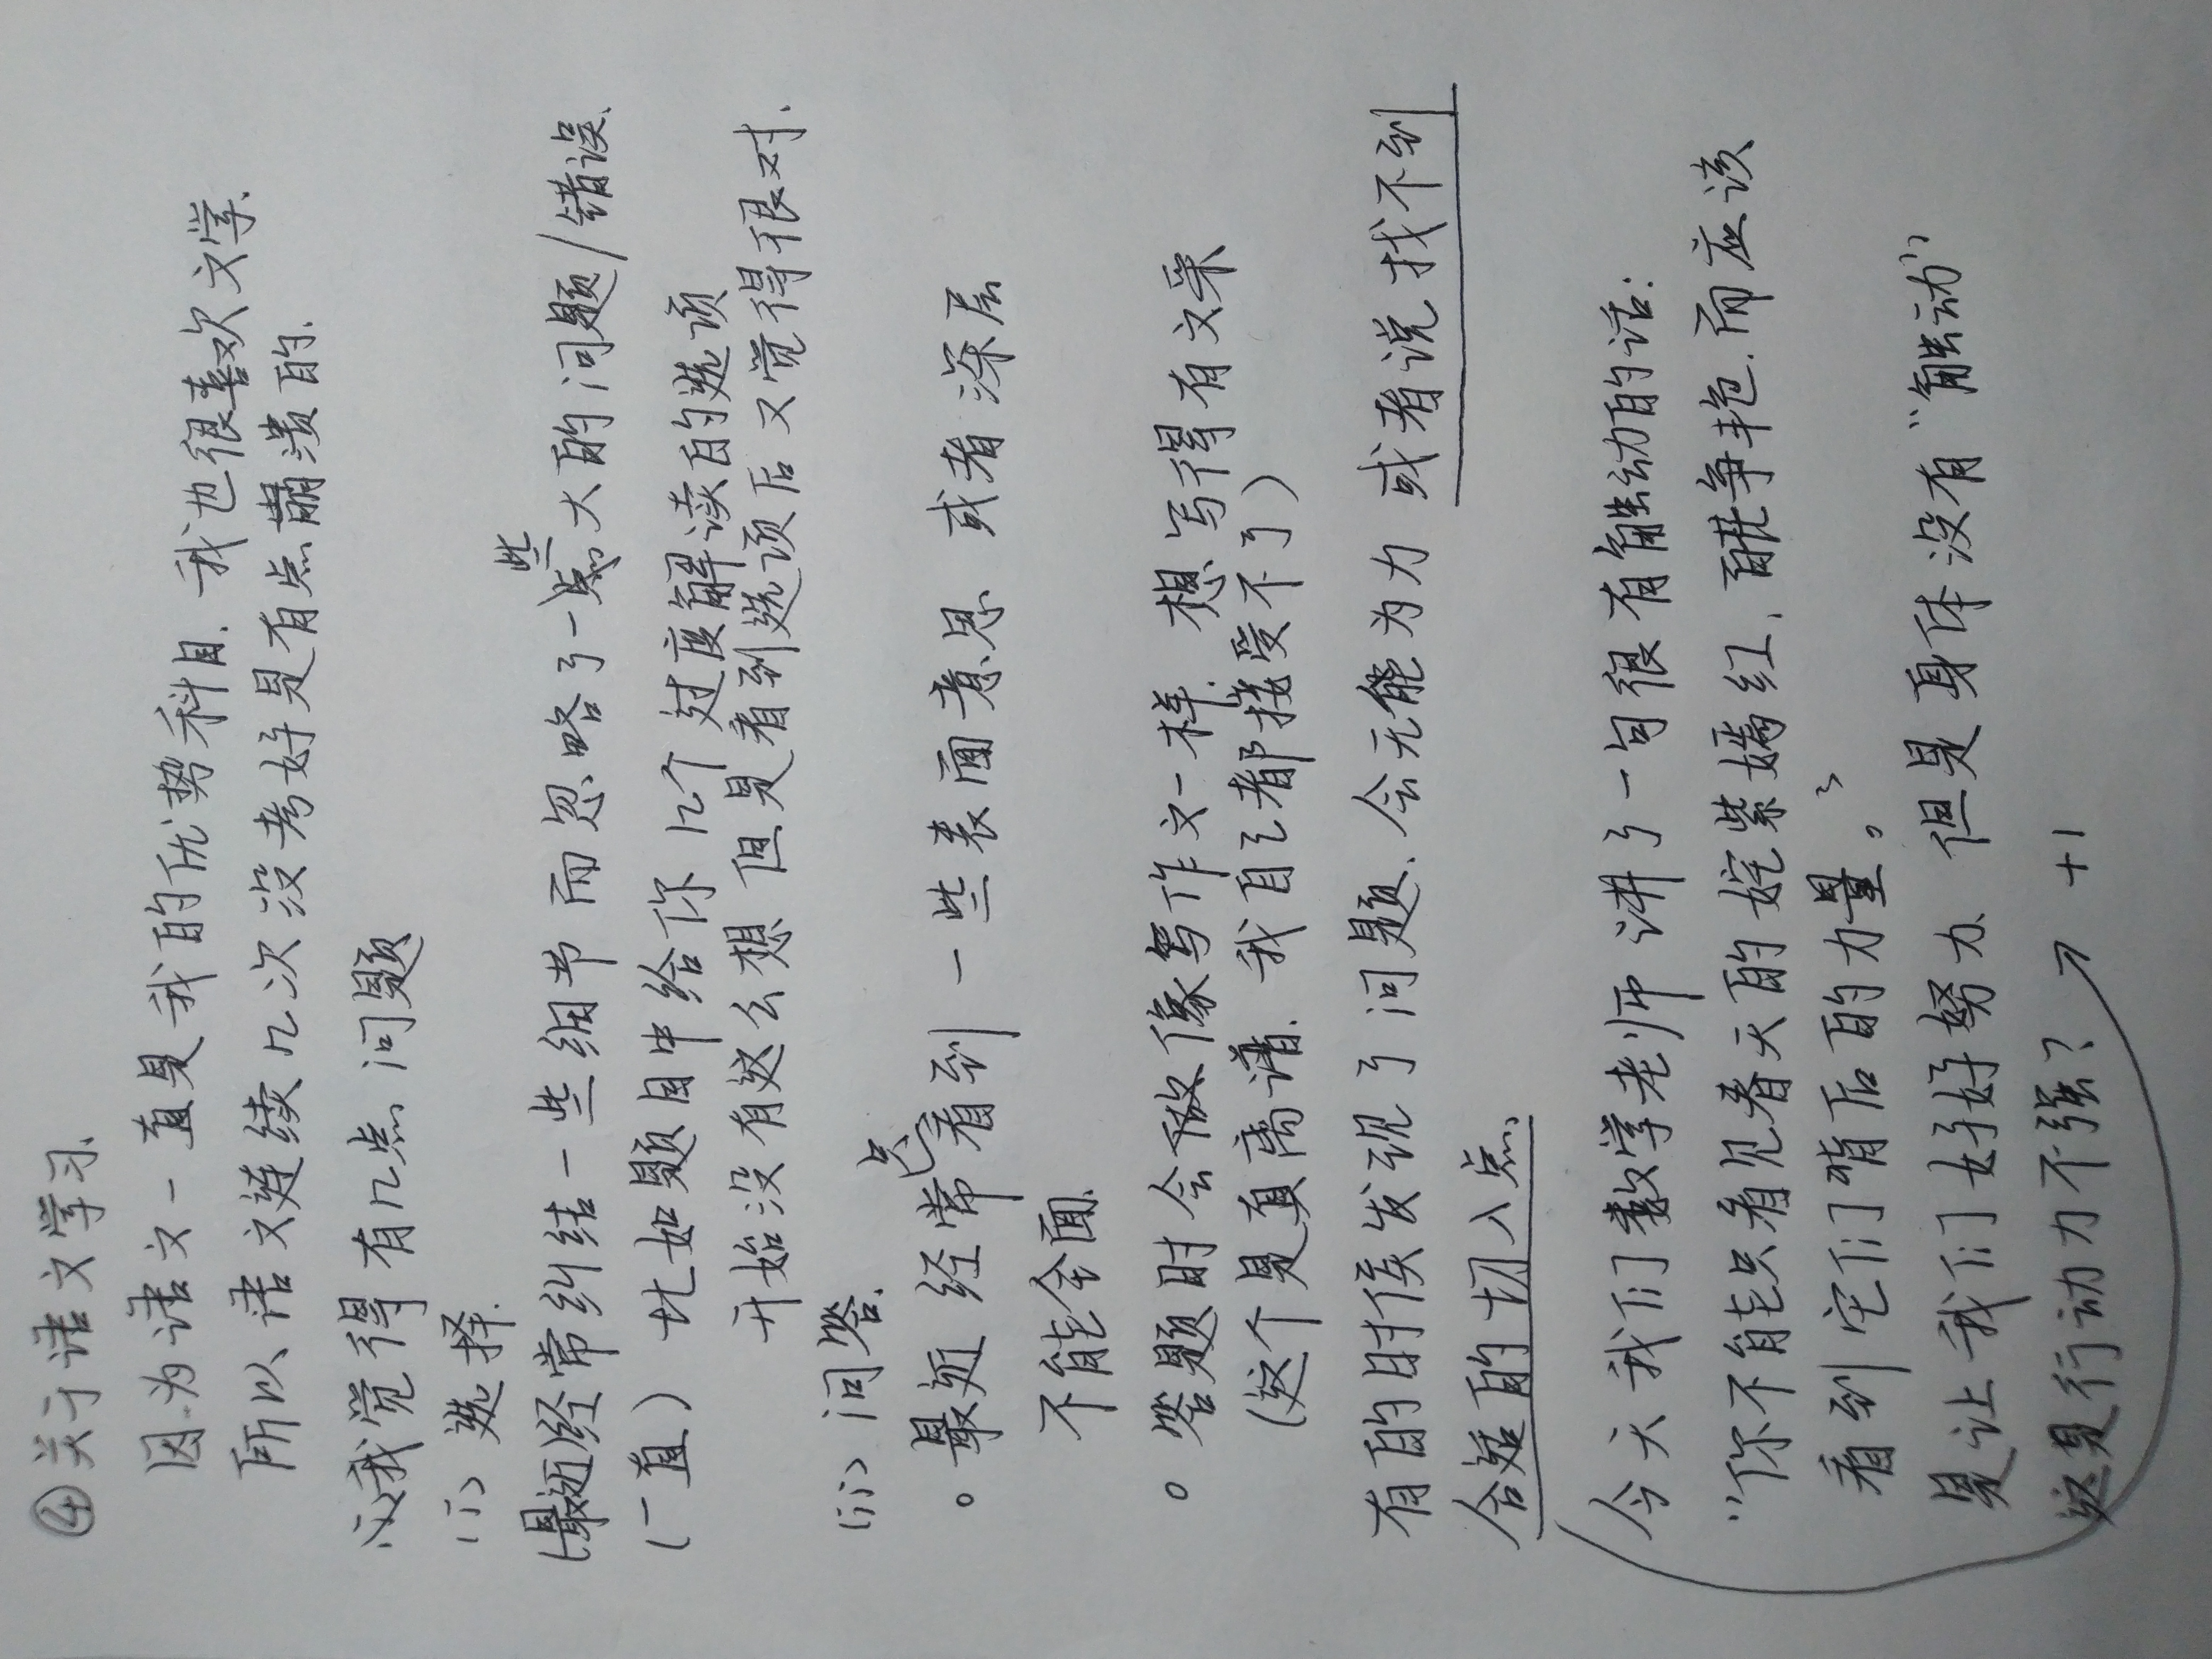 ④关于语文学习.
因为语文一直是我的优势科目.我也很喜欢文学.
所以语文连续几次没考好是有点崩溃的.
我觉得有几点问题
(i) 选择.
(最近)经常纠结一些细节而忽略了一些大的问题/错误.
(一直) 比如题目中给你几个过度解读的选项
开始没有这么想 但是看到选项后又觉得很对.
(ii) 问答.
。最近 经常只看到一些表面意思 或者深层
不能全面.
。答题时会做像写作文一样.想写得有文采
(这个是真离谱.我自己都接受不了)
有的时侯发现了问题.会无能为力 或者说找不到
合适的切入点.
今天我们数学老师讲了一句很有触动的话:
“你不能只看见春天的姹紫嫣红,百花争艳.而应该
看到它们背后的力量。”
是让我们好好努力.但是身体没有“触动”
这是行动力不强? → +1